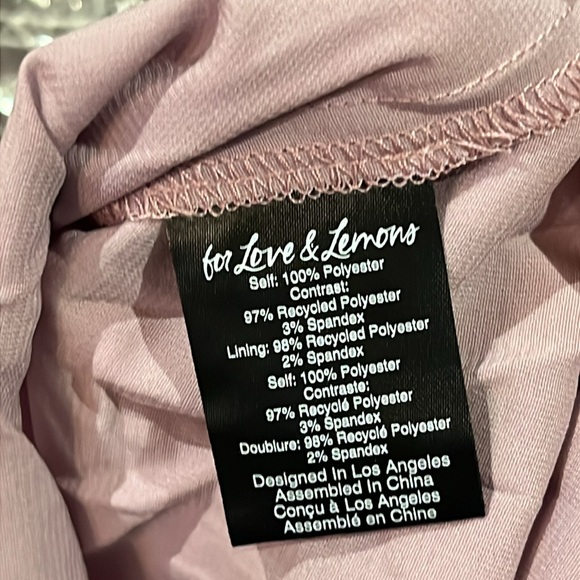 for Love & Lemons
Self: 100% Polyester
Contrast:
97% Recycled Polyester
3% Spandex
Lining: 98% Recycled Polyester
2% Spandex
Self: 100% Polyester
Contraste:
97% Recyclé Polyester
3% Spandex
Doublure: 98% Recyclé Polyester
2% Spandex
Designed In Los Angeles
Assembled In China
Conçu à Los Angeles
Assemblé en Chine